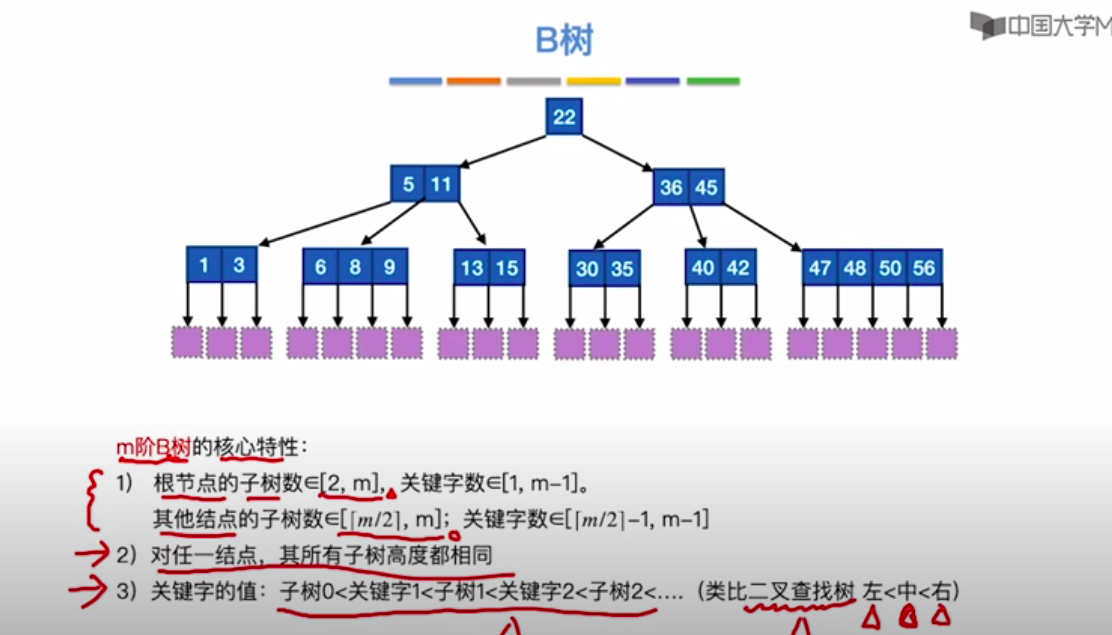 中国大学M
B树
22
5 11
36 45
1 3
6 8 9
13 15
30 35
40 42
47 48 50 56
m阶B树的核心特性：
1） 根节点的子树数∈[2, m]，关键字数∈[1, m−1]。
其他结点的子树数∈[⌈m/2⌉, m]；关键字数∈[⌈m/2⌉−1, m−1]
2）对任一结点，其所有子树高度都相同
3）关键字的值：子树0<关键字1<子树1<关键字2<子树2<…. （类比二叉查找树 左<中<右）